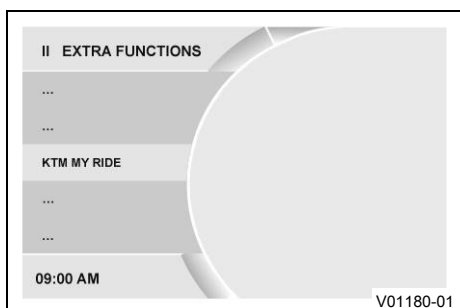 II EXTRA FUNCTIONS
...
...
KTM MY RIDE
...
...
09:00 AM
V01180-01